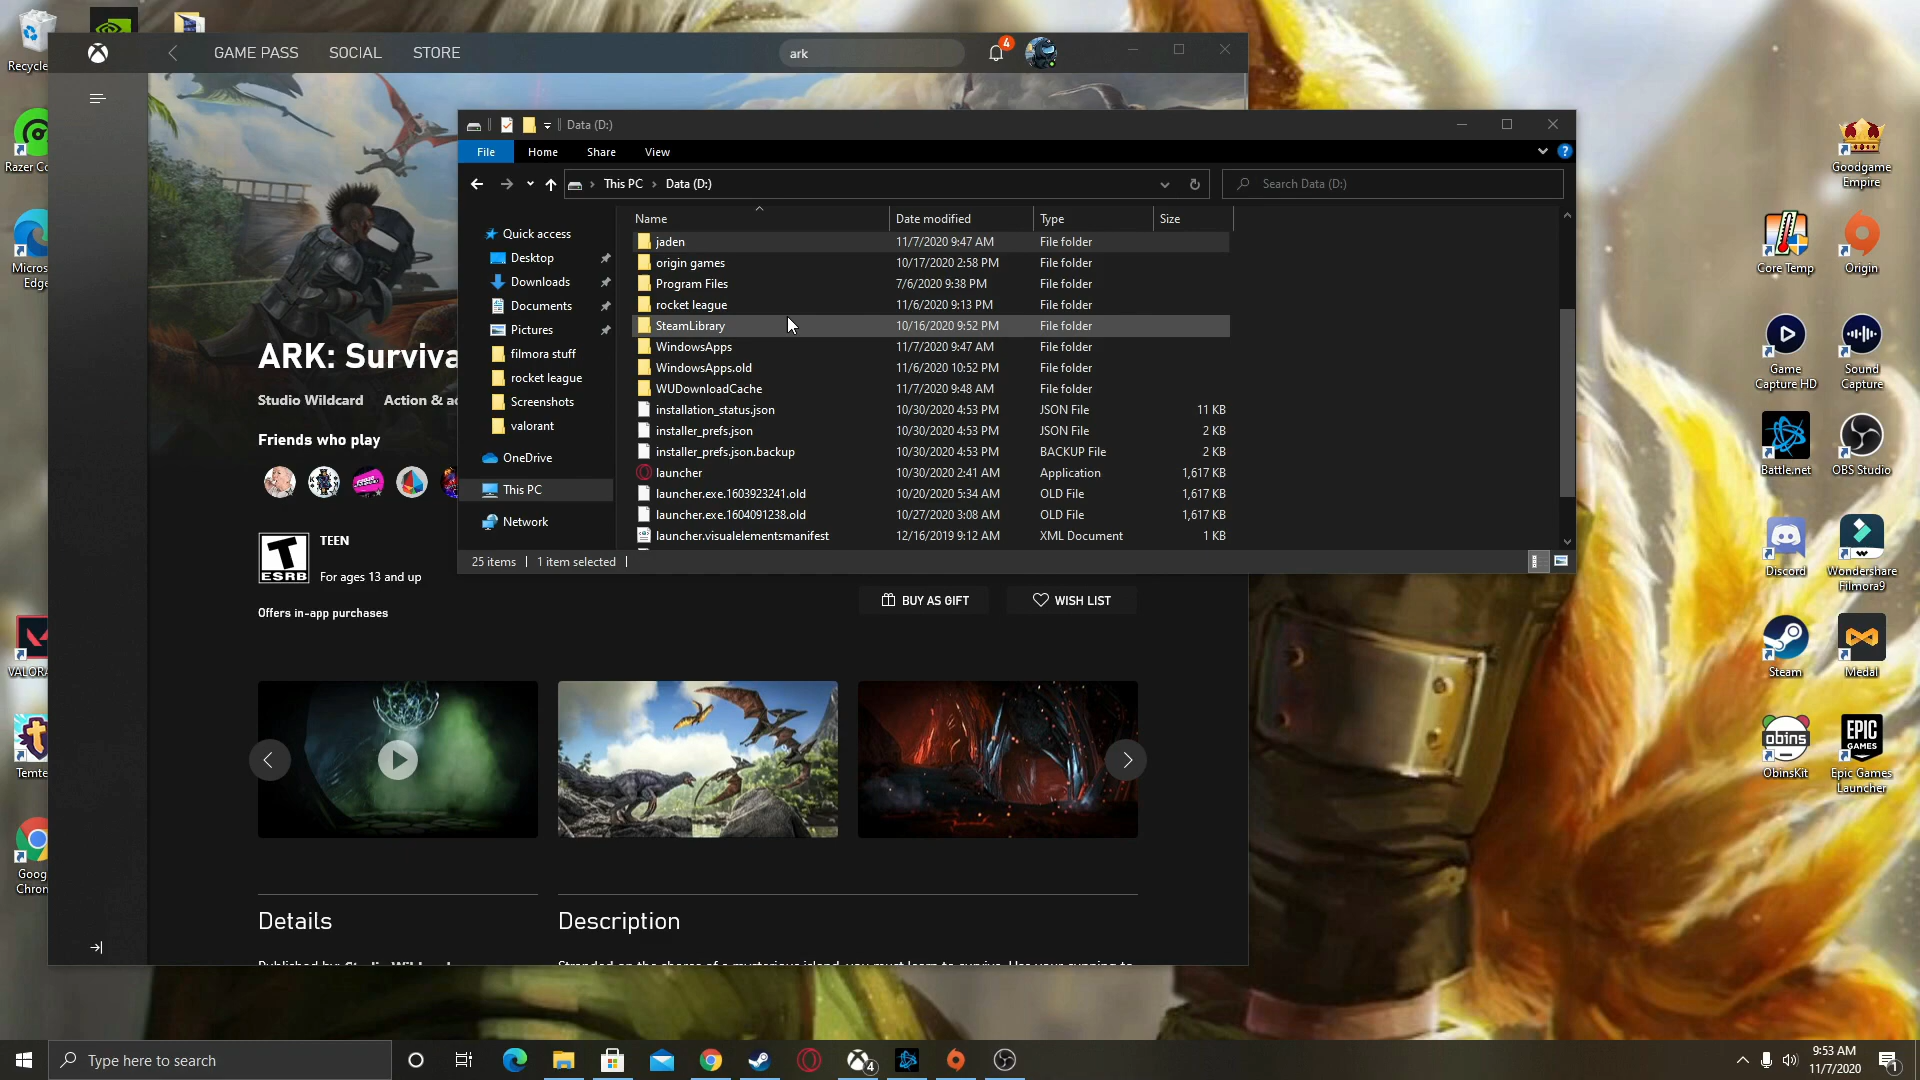 Recycle
GAME PASS
SOCIAL
STORE
ark
4
Razer Co
Micros
Edge
VALORA
Temte
Goog
Chron
ARK: Surviva
Studio Wildcard
Action & a
Friends who play
T
ESRB
TEEN
For ages 13 and up
Offers in-app purchases
BUY AS GIFT
WISH LIST
Details
Description
Data (D:)
File
Home
Share
View
?
This PC
Data (D:)
Search Data (D:)
Quick access
Desktop
Downloads
Documents
Pictures
filmora stuff
rocket league
Screenshots
valorant
OneDrive
This PC
Network
Name Date modified Type Size
jaden 11/7/2020 9:47 AM File folder
origin games 10/17/2020 2:58 PM File folder
Program Files 7/6/2020 9:38 PM File folder
rocket league 11/6/2020 9:13 PM File folder
SteamLibrary 10/16/2020 9:52 PM File folder
WindowsApps 11/7/2020 9:47 AM File folder
WindowsApps.old 11/6/2020 10:52 PM File folder
WUDownloadCache 11/7/2020 9:48 AM File folder
installation_status.json 10/30/2020 4:53 PM JSON File 11 KB
installer_prefs.json 10/30/2020 4:53 PM JSON File 2 KB
installer_prefs.json.backup 10/30/2020 4:53 PM BACKUP File 2 KB
launcher 10/30/2020 2:41 AM Application 1,617 KB
launcher.exe.1603923241.old 10/20/2020 5:34 AM OLD File 1,617 KB
launcher.exe.1604091238.old 10/27/2020 3:08 AM OLD File 1,617 KB
launcher.visualelementsmanifest 12/16/2019 9:12 AM XML Document 1 KB
25 items
1 item selected
Goodgame
Empire
Core Temp
Origin
Game
Capture HD
Sound
Capture
Battle.net
OBS Studio
Discord
Wondershare
Filmora9
Steam
Medal
obins
ObinsKit
EPIC
GAMES
Epic Games
Launcher
Type here to search
4
9:53 AM
11/7/2020
1